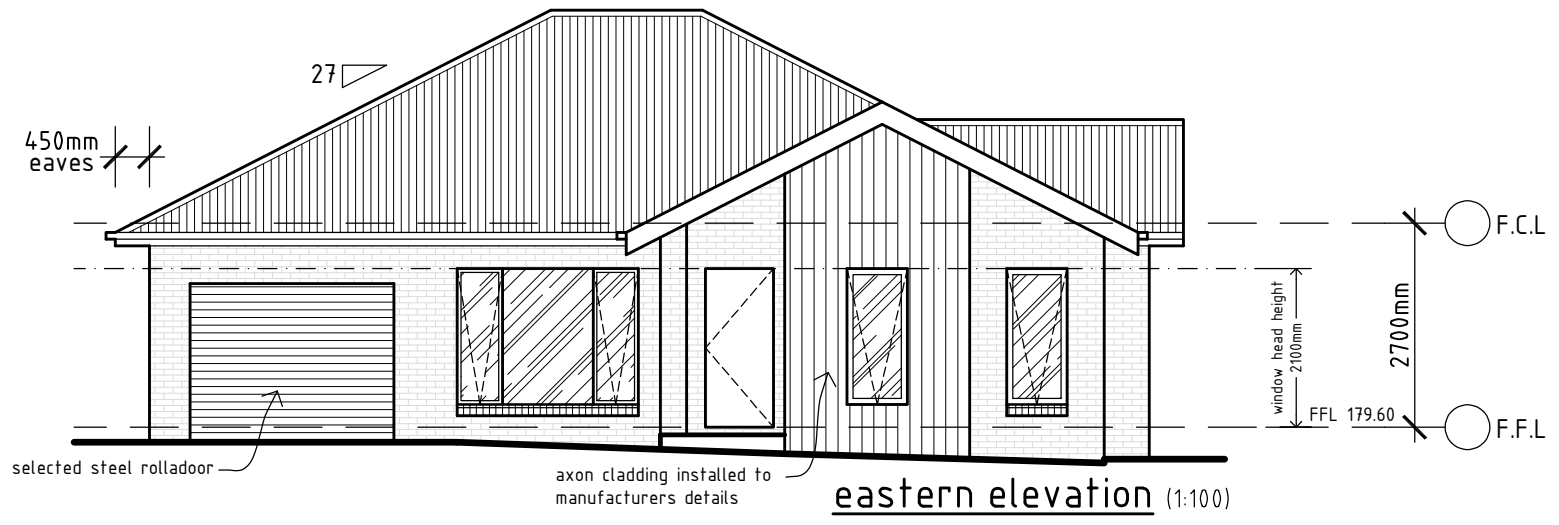 27
450mm
eaves
F.C.L
window head height
2100mm
2700mm
FFL 179.60
F.F.L
selected steel rolladoor
axon cladding installed to
manufacturers details
eastern elevation (1:100)